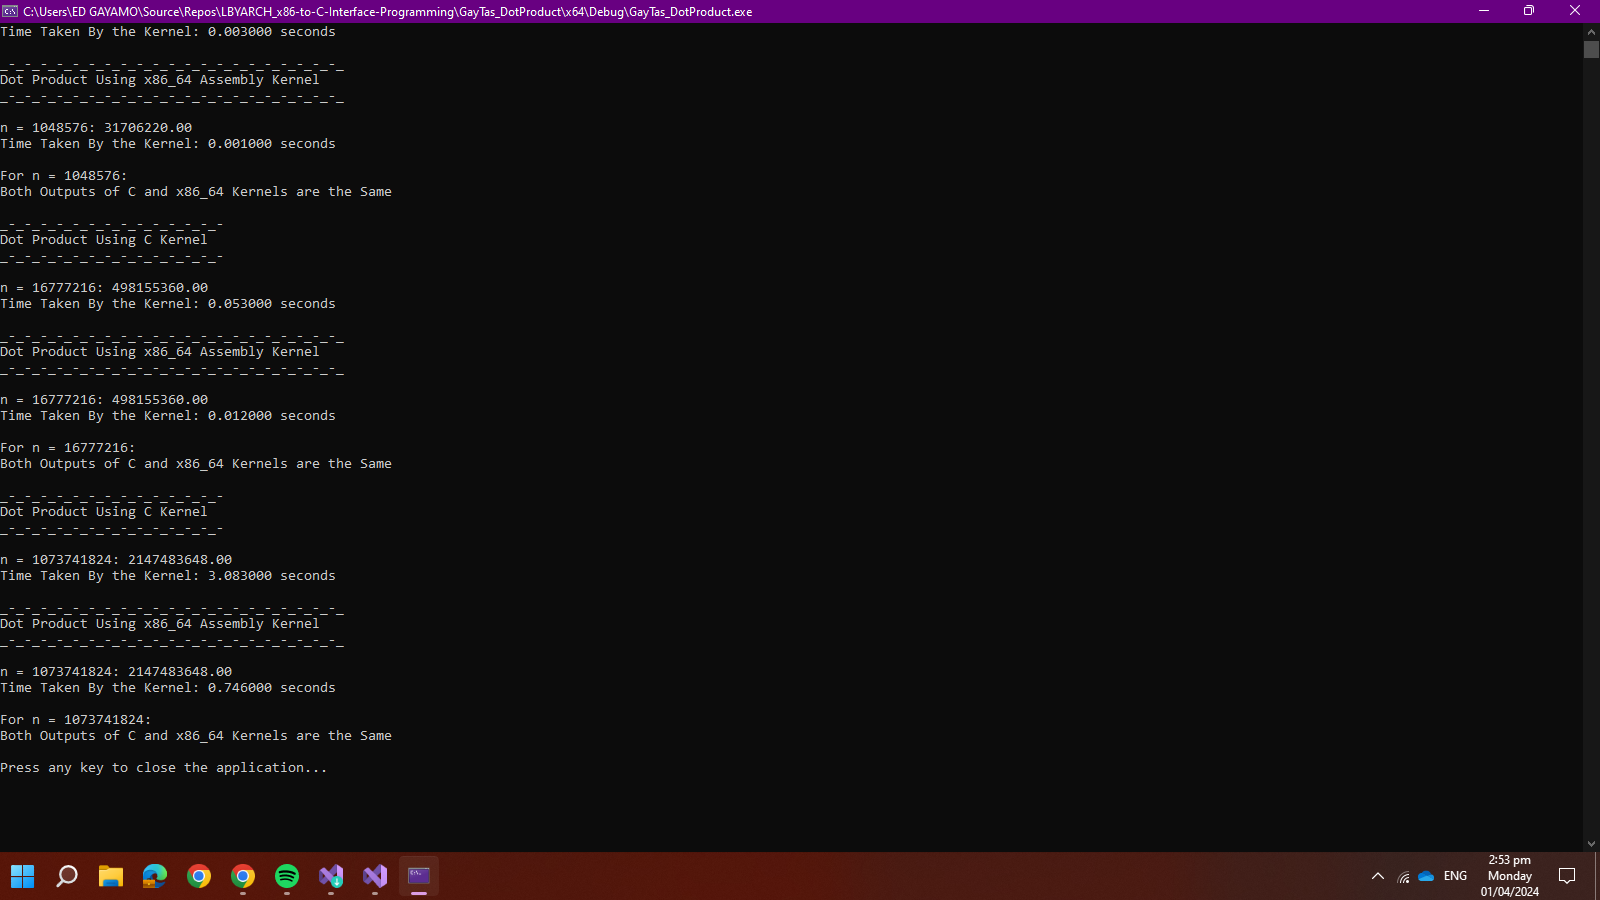 C:\Users\ED GAYAMO\Source\Repos\LBYARCH_x86-to-C-Interface-Programming\GayTas_DotProduct\x64\Debug\GayTas_DotProduct.exe
Time Taken By the Kernel: 0.003000 seconds
_-_-_-_-_-_-_-_-_-_-_-_-_-_-_-_-_-_-_-_-_-_
Dot Product Using x86_64 Assembly Kernel
_-_-_-_-_-_-_-_-_-_-_-_-_-_-_-_-_-_-_-_-_-_
n = 1048576: 31706220.00
Time Taken By the Kernel: 0.001000 seconds
For n = 1048576:
Both Outputs of C and x86_64 Kernels are the Same
_-_-_-_-_-_-_-_-_-_-_-_-_-_-
Dot Product Using C Kernel
_-_-_-_-_-_-_-_-_-_-_-_-_-_-
n = 16777216: 498155360.00
Time Taken By the Kernel: 0.053000 seconds
_-_-_-_-_-_-_-_-_-_-_-_-_-_-_-_-_-_-_-_-_-_
Dot Product Using x86_64 Assembly Kernel
_-_-_-_-_-_-_-_-_-_-_-_-_-_-_-_-_-_-_-_-_-_
n = 16777216: 498155360.00
Time Taken By the Kernel: 0.012000 seconds
For n = 16777216:
Both Outputs of C and x86_64 Kernels are the Same
_-_-_-_-_-_-_-_-_-_-_-_-_-_-
Dot Product Using C Kernel
_-_-_-_-_-_-_-_-_-_-_-_-_-_-
n = 1073741824: 2147483648.00
Time Taken By the Kernel: 3.083000 seconds
_-_-_-_-_-_-_-_-_-_-_-_-_-_-_-_-_-_-_-_-_-_
Dot Product Using x86_64 Assembly Kernel
_-_-_-_-_-_-_-_-_-_-_-_-_-_-_-_-_-_-_-_-_-_
n = 1073741824: 2147483648.00
Time Taken By the Kernel: 0.746000 seconds
For n = 1073741824:
Both Outputs of C and x86_64 Kernels are the Same
Press any key to close the application...
ENG
2:53 pm
Monday
01/04/2024